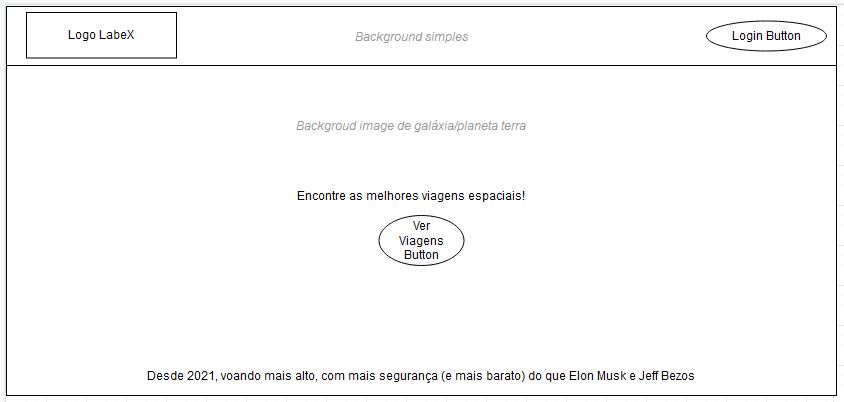 Logo LabeX
Background simples
Login Button
Backgroud image de galáxia/planeta terra
Encontre as melhores viagens espaciais!
Ver
Viagens
Button
Desde 2021, voando mais alto, com mais segurança (e mais barato) do que Elon Musk e Jeff Bezos